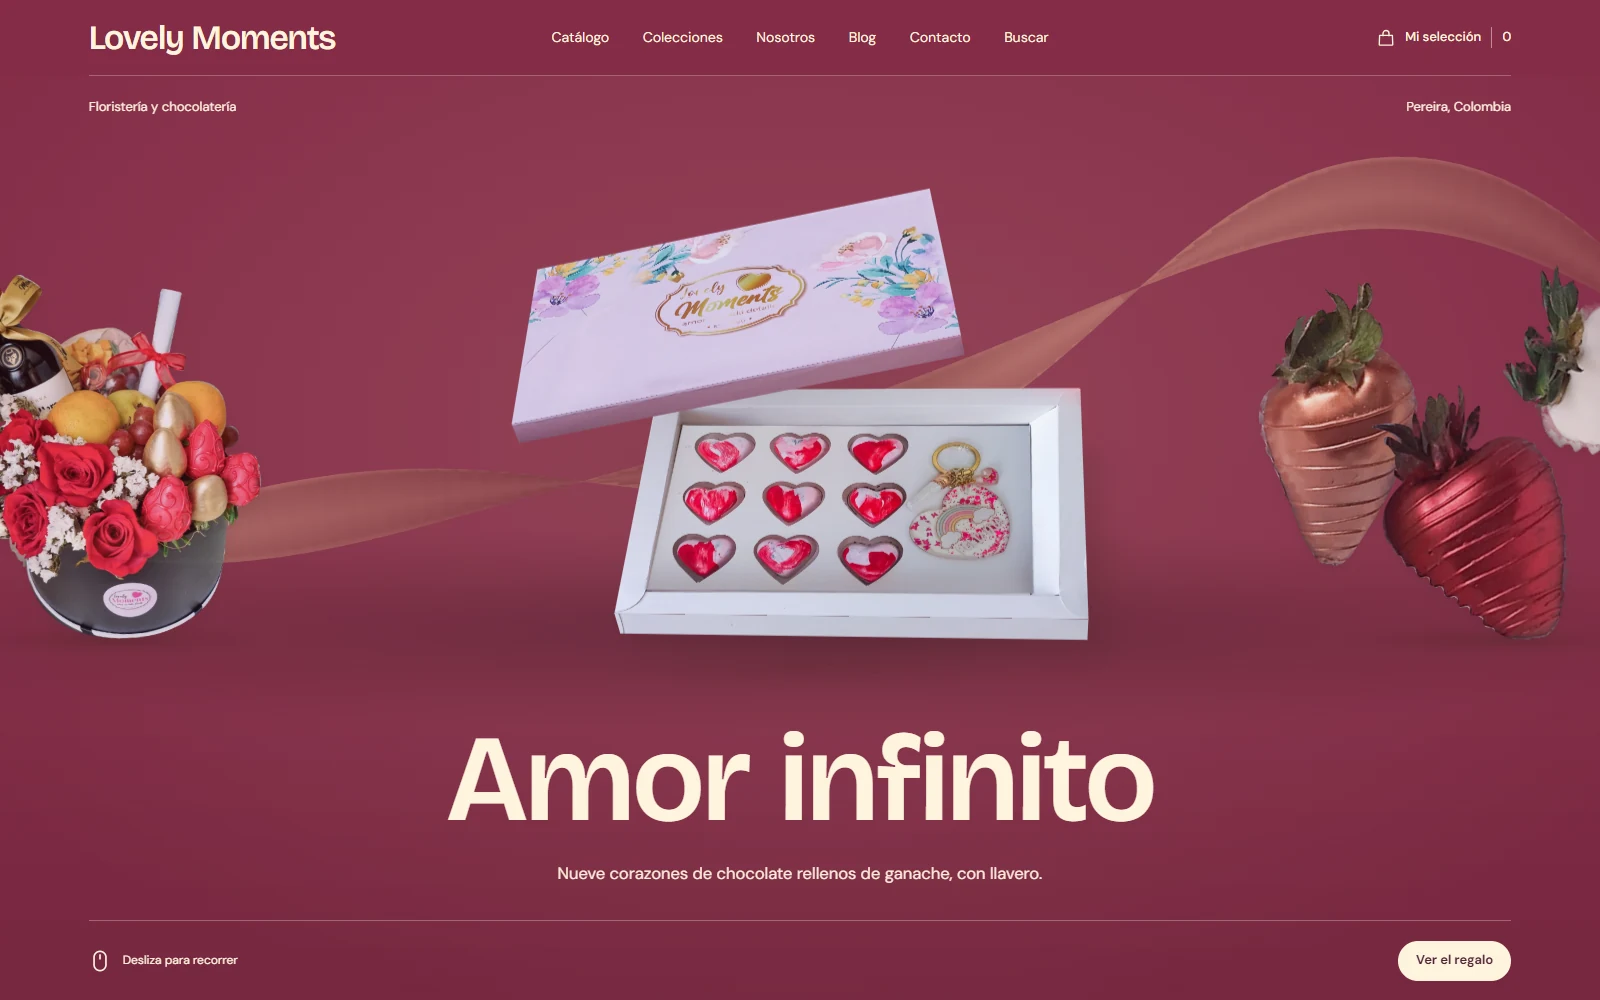 Lovely Moments
Catálogo
Colecciones
Nosotros
Blog
Contacto
Buscar
Mi selección
0
Floristería y chocolatería
Pereira, Colombia
Lovely
Moments
Amor infinito
Nueve corazones de chocolate rellenos de ganache, con llavero.
Desliza para recorrer
Ver el regalo